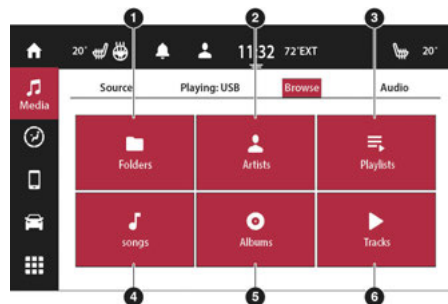 1 2 3
20° 11:32 72°EXT 20°
Media
Source Playing: USB Browse Audio
Folders Artists Playlists
songs Albums Tracks
4 5 6